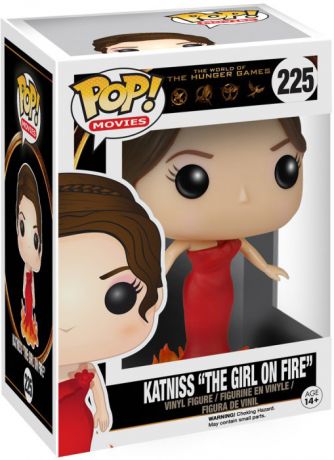 POP!
MOVIES
THE WORLD OF
THE HUNGER GAMES
225
KATNISS "THE GIRL ON FIRE"
VINYL FIGURE / FIGURINE EN VINYLE /
FIGURA DE VINIL
WARNING: Choking Hazard.
May contain small parts.
AGE
14+
KATNISS "THE GIRL ON FIRE"
225